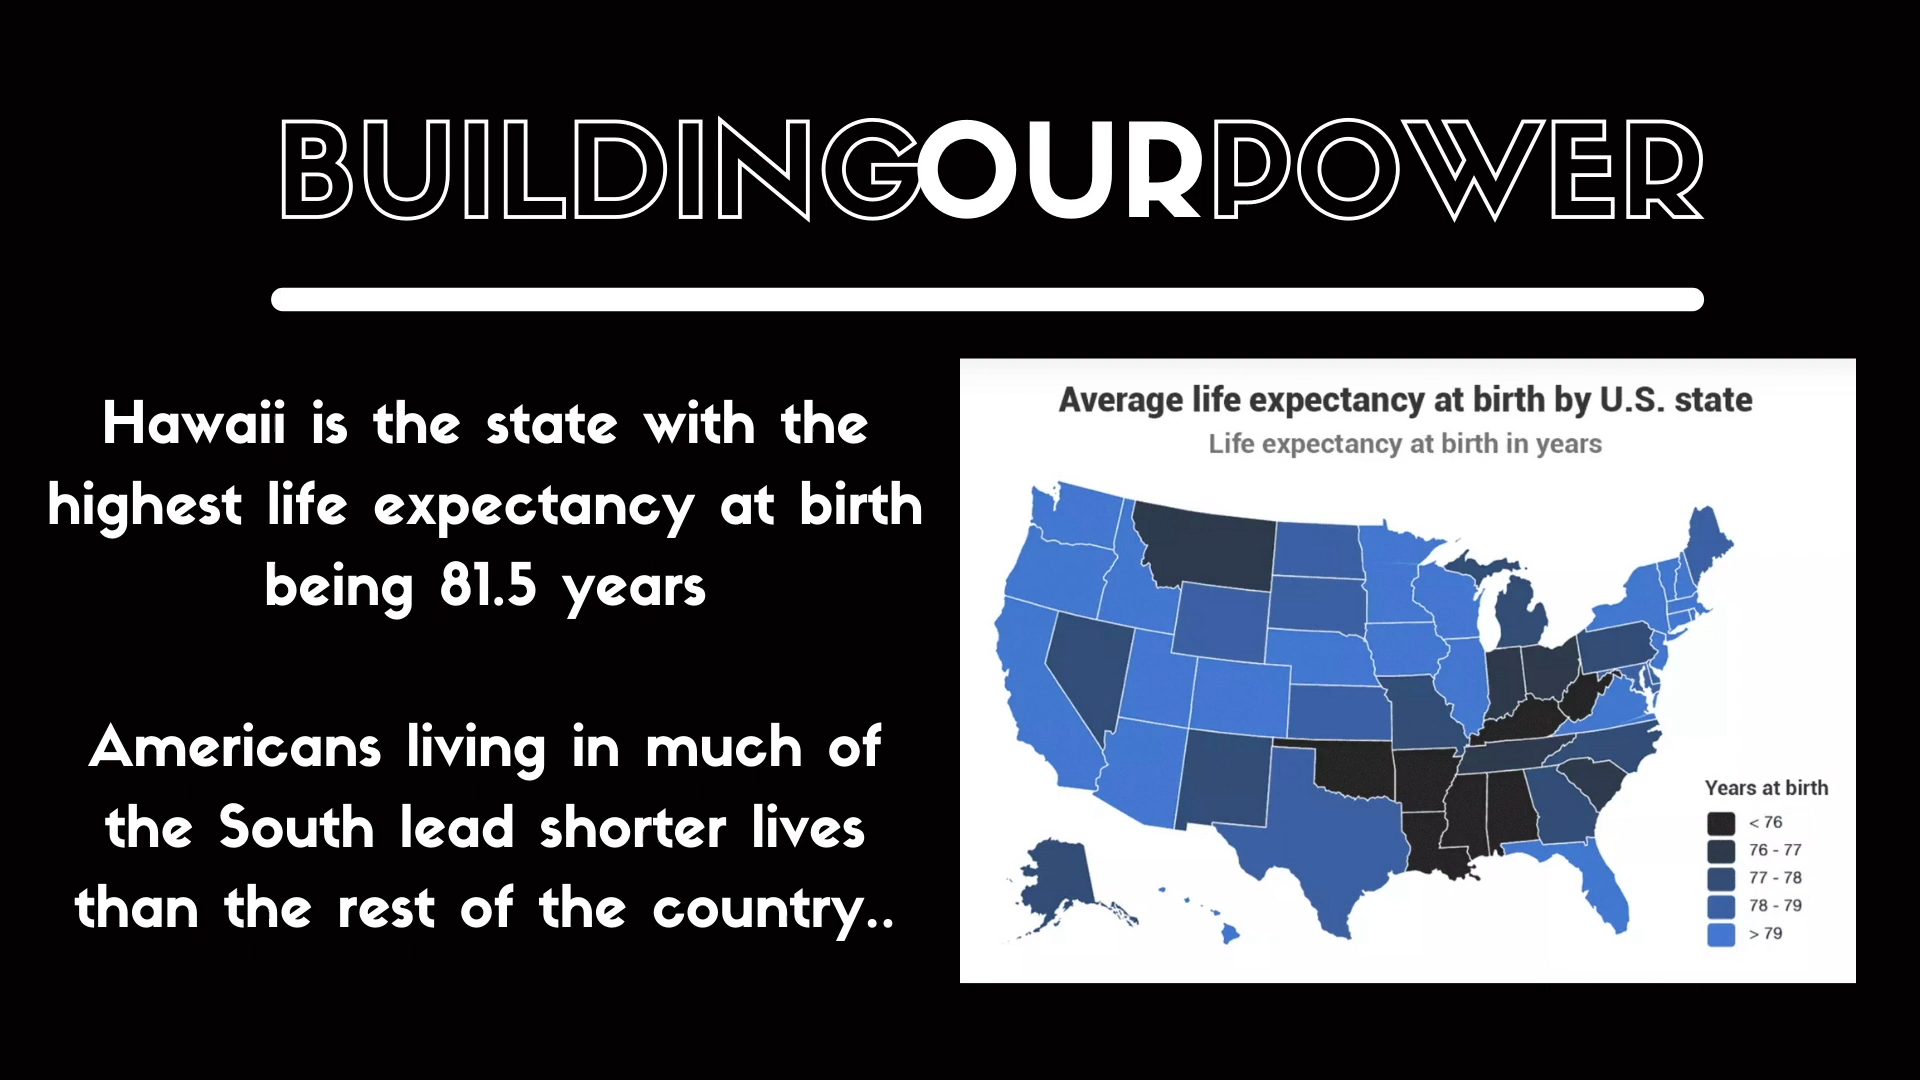 BUILDINGOURPOWER
Hawaii is the state with the
highest life expectancy at birth
being 81.5 years
Americans living in much of
the South lead shorter lives
than the rest of the country..
Average life expectancy at birth by U.S. state
Life expectancy at birth in years
Years at birth
< 76
76 - 77
77 - 78
78 - 79
> 79